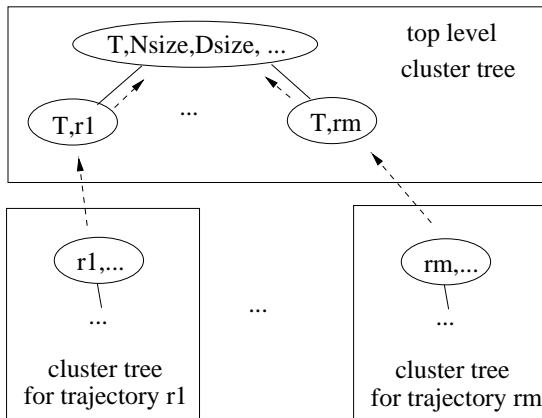 T,Nsize,Dsize, ...
top level
cluster tree
T,r1
...
T,rm
r1,...
...
cluster tree
for trajectory r1
...
rm,...
...
cluster tree
for trajectory rm